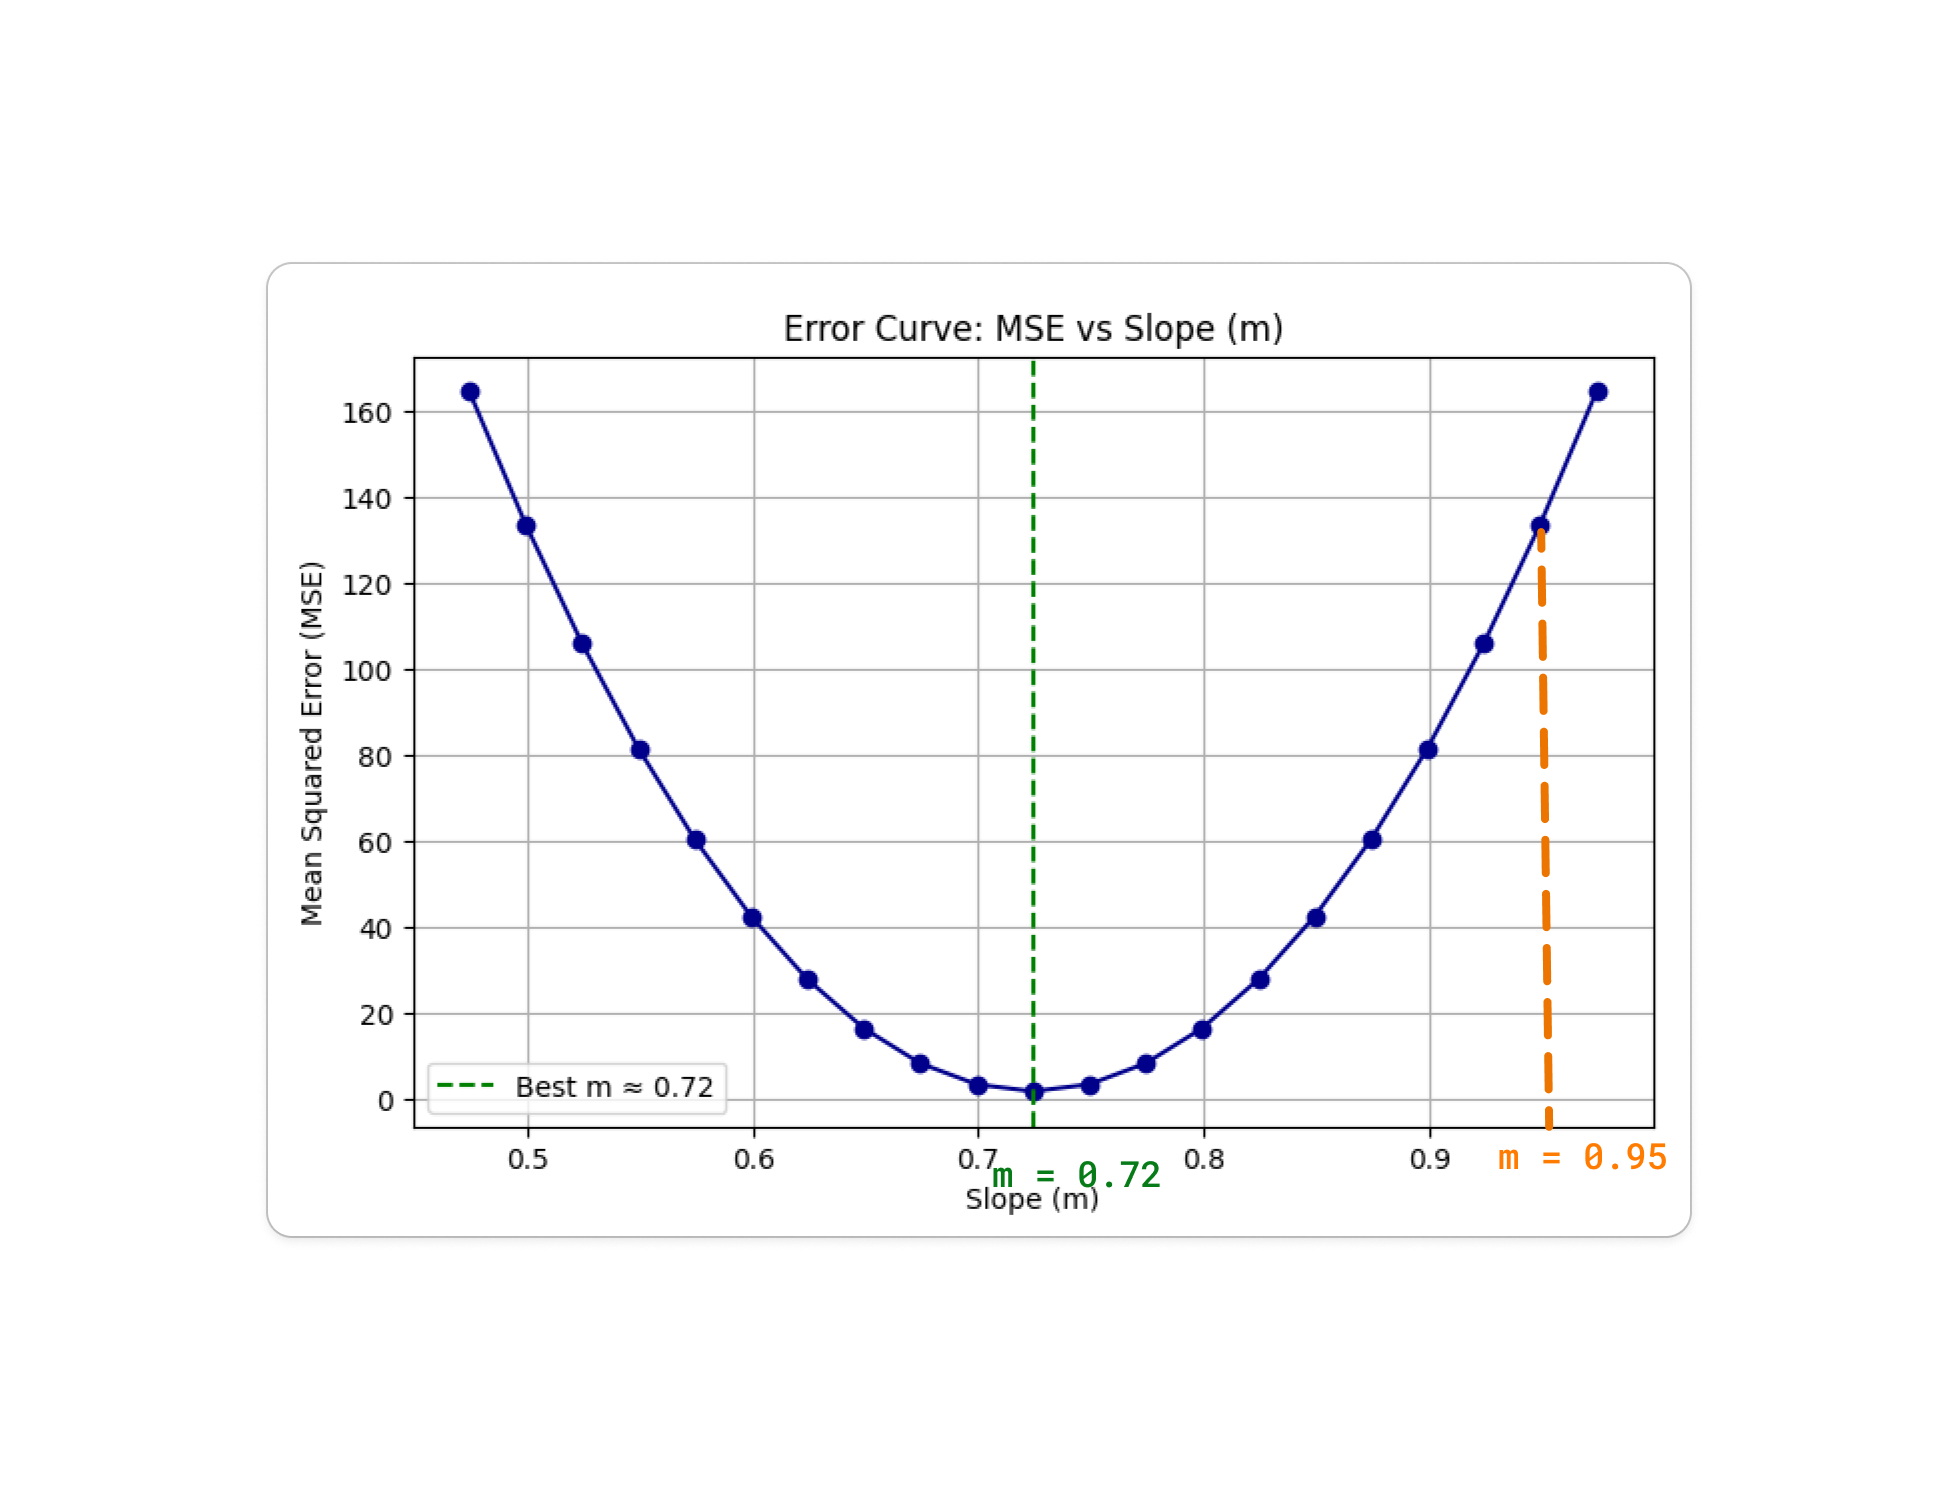 Error Curve: MSE vs Slope (m)
Mean Squared Error (MSE)
160
140
120
100
80
60
40
20
0
Best m ≈ 0.72
0.5 0.6 0.7 0.8 0.9
m = 0.72
m = 0.95
Slope (m)